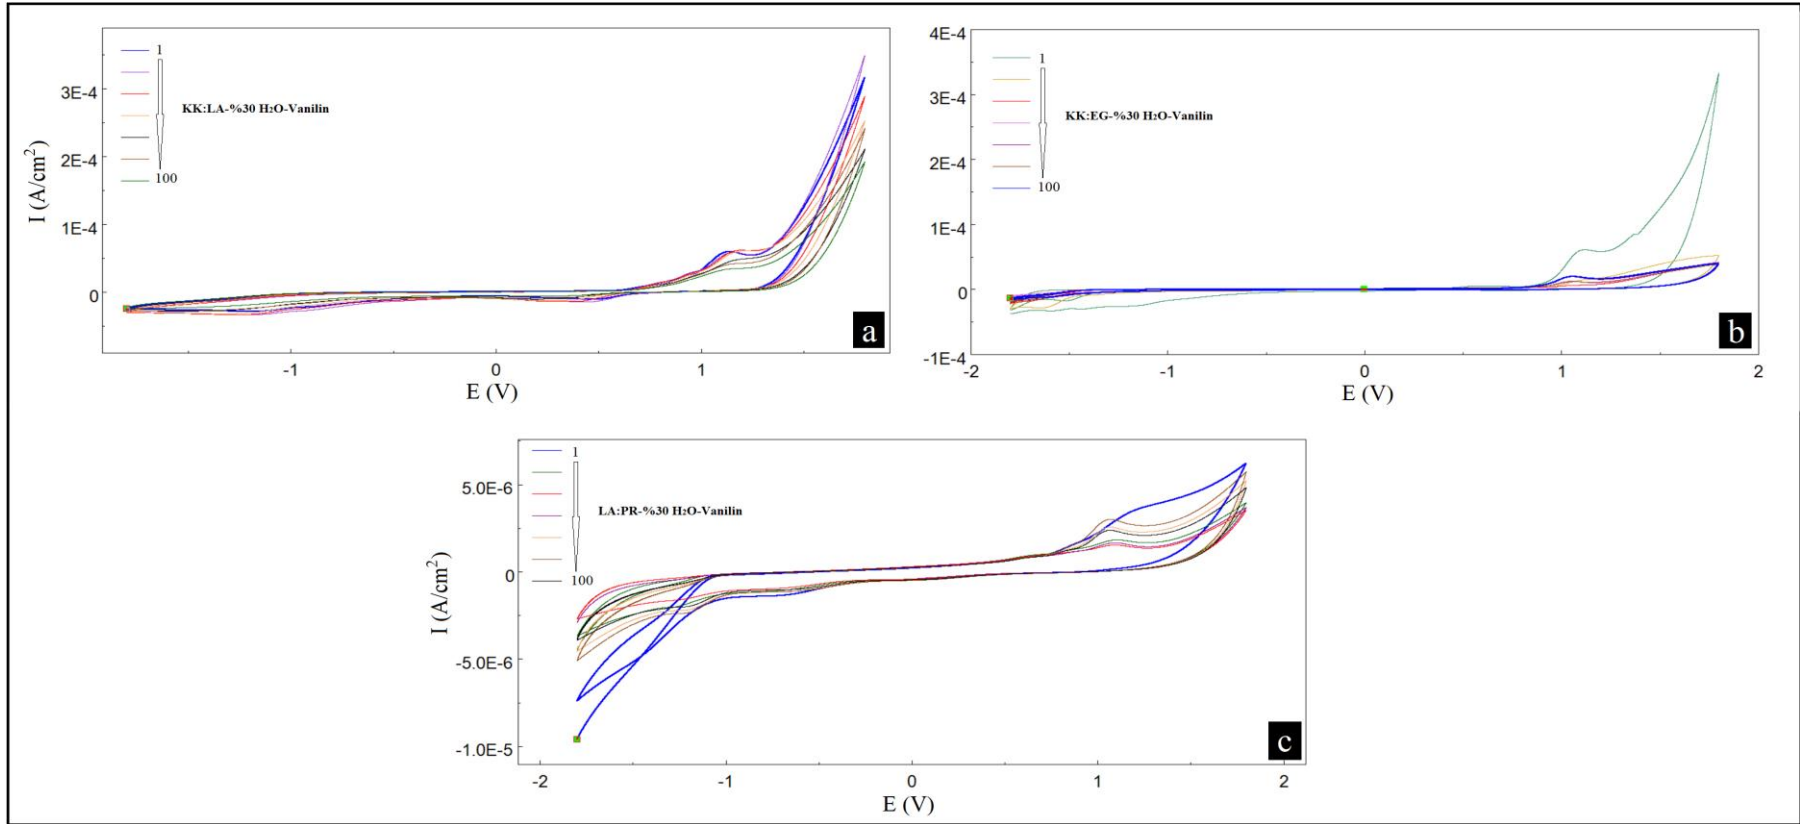 1
KK:LA-%30 H₂O-Vanilin
100
3E-4
2E-4
1E-4
0
I (A/cm²)
-1
0
1
E (V)
a
1
KK:EG-%30 H₂O-Vanilin
100
4E-4
3E-4
2E-4
1E-4
0
-1E-4
-2
-1
0
1
2
E (V)
b
1
LA:PR-%30 H₂O-Vanilin
100
5.0E-6
0
-5.0E-6
-1.0E-5
I (A/cm²)
-2
-1
0
1
2
E (V)
c